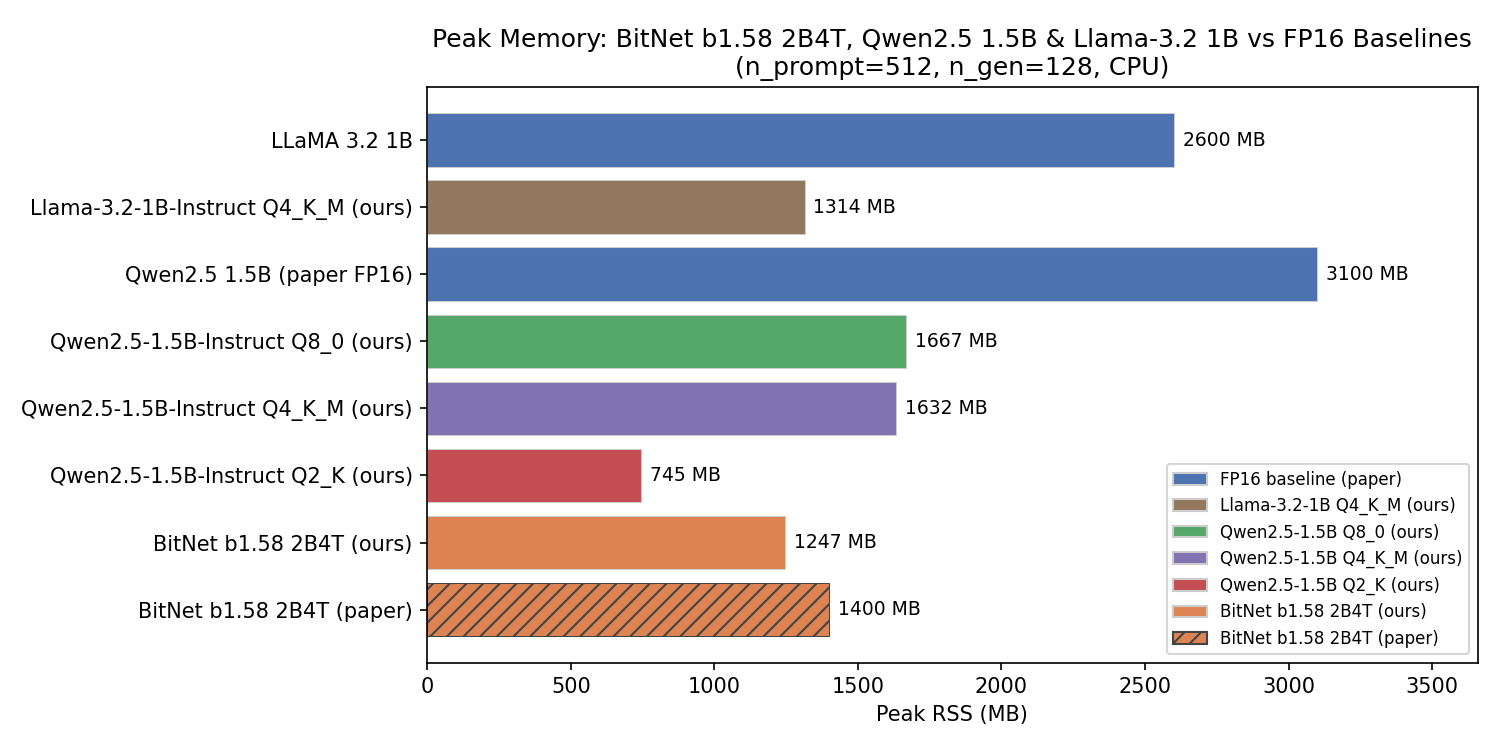 Peak Memory: BitNet b1.58 2B4T, Qwen2.5 1.5B & Llama-3.2 1B vs FP16 Baselines
(n_prompt=512, n_gen=128, CPU)
LLaMA 3.2 1B
2600 MB
Llama-3.2-1B-Instruct Q4_K_M (ours)
1314 MB
Qwen2.5 1.5B (paper FP16)
3100 MB
Qwen2.5-1.5B-Instruct Q8_0 (ours)
1667 MB
Qwen2.5-1.5B-Instruct Q4_K_M (ours)
1632 MB
Qwen2.5-1.5B-Instruct Q2_K (ours)
745 MB
BitNet b1.58 2B4T (ours)
1247 MB
BitNet b1.58 2B4T (paper)
1400 MB
FP16 baseline (paper)
Llama-3.2-1B Q4_K_M (ours)
Qwen2.5-1.5B Q8_0 (ours)
Qwen2.5-1.5B Q4_K_M (ours)
Qwen2.5-1.5B Q2_K (ours)
BitNet b1.58 2B4T (ours)
BitNet b1.58 2B4T (paper)
0 500 1000 1500 2000 2500 3000 3500
Peak RSS (MB)